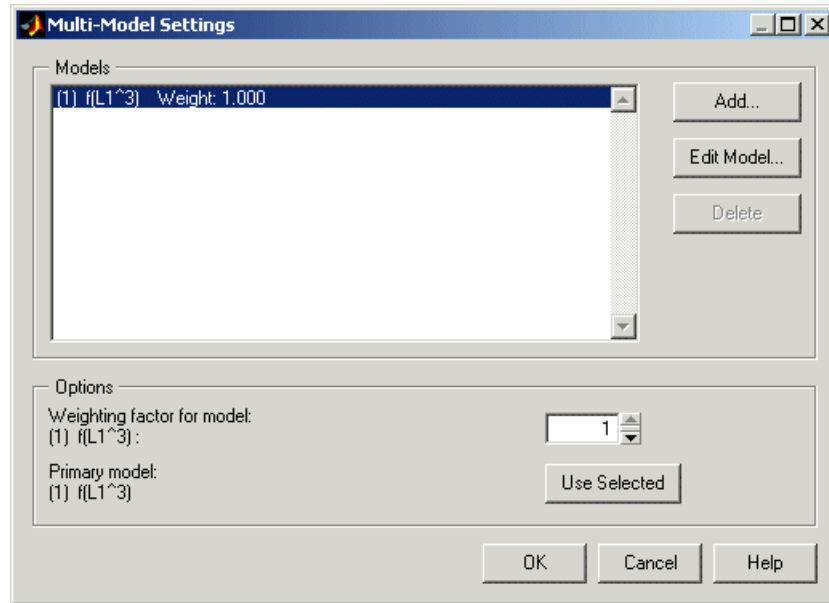 Multi-Model Settings
Models
(1) f(L1^3) Weight: 1.000
Add...
Edit Model...
Delete
Options
Weighting factor for model:
(1) f(L1^3) :
1
Primary model:
(1) f(L1^3)
Use Selected
OK
Cancel
Help